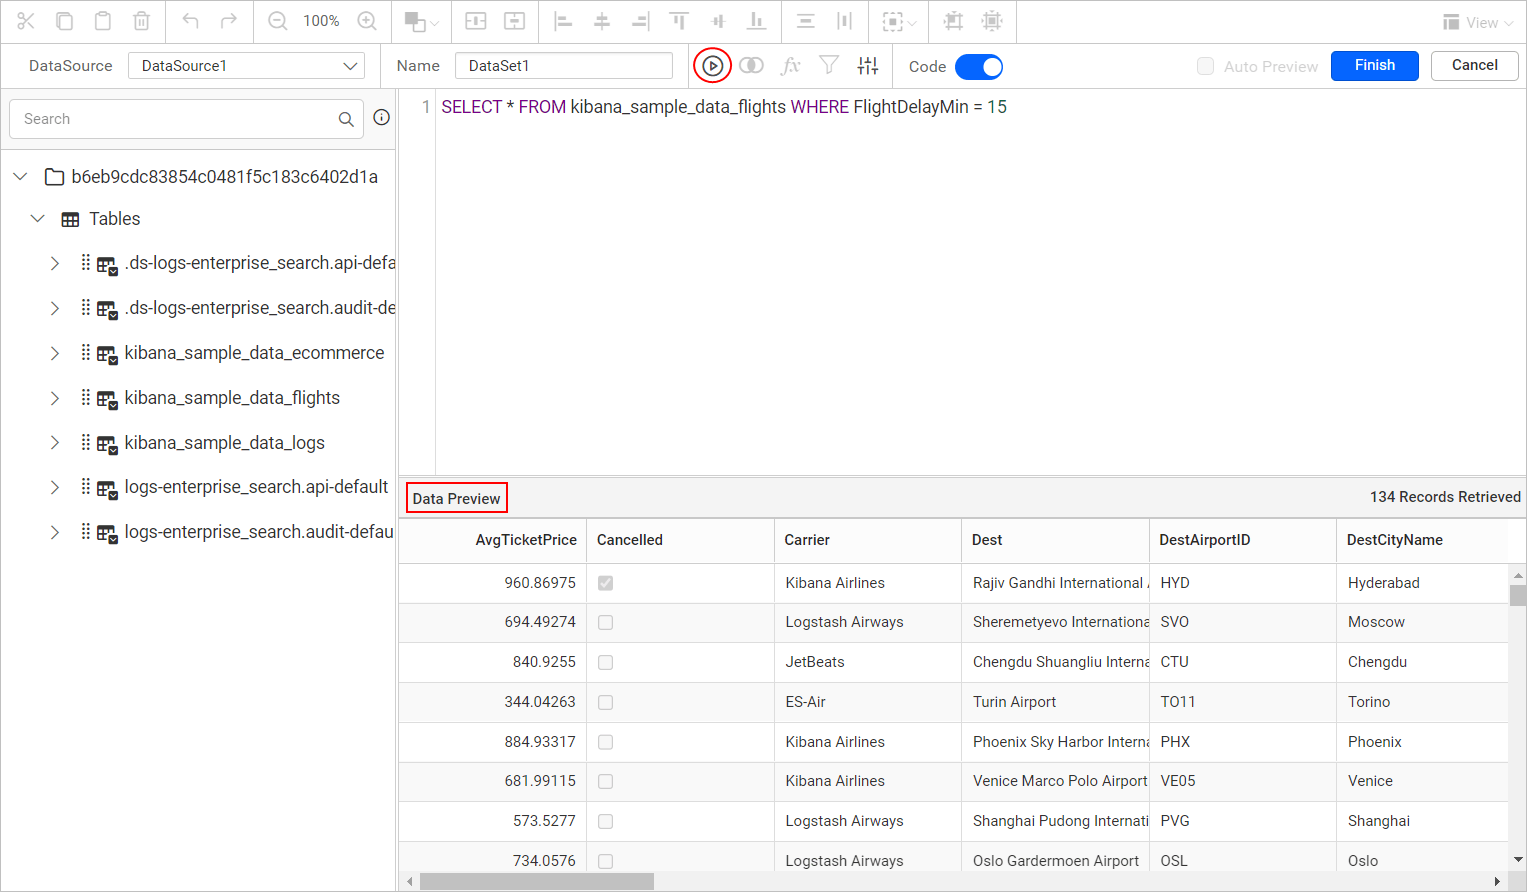 100%
View
DataSource
DataSource1
Name
DataSet1
fx
Code
Auto Preview
Finish
Cancel
Search
b6eb9cdc83854c0481f5c183c6402d1a
Tables
.ds-logs-enterprise_search.api-defa
.ds-logs-enterprise_search.audit-de
kibana_sample_data_ecommerce
kibana_sample_data_flights
kibana_sample_data_logs
logs-enterprise_search.api-default
logs-enterprise_search.audit-defau
1 SELECT * FROM kibana_sample_data_flights WHERE FlightDelayMin = 15
Data Preview
134 Records Retrieved
AvgTicketPrice Cancelled Carrier Dest DestAirportID DestCityName
960.86975 Kibana Airlines Rajiv Gandhi International HYD Hyderabad
694.49274 Logstash Airways Sheremetyevo Internationa SVO Moscow
840.9255 JetBeats Chengdu Shuangliu Interna CTU Chengdu
344.04263 ES-Air Turin Airport TO11 Torino
884.93317 Kibana Airlines Phoenix Sky Harbor Interna PHX Phoenix
681.99115 Kibana Airlines Venice Marco Polo Airport VE05 Venice
573.5277 Logstash Airways Shanghai Pudong Internati PVG Shanghai
734.0576 Logstash Airways Oslo Gardermoen Airport OSL Oslo